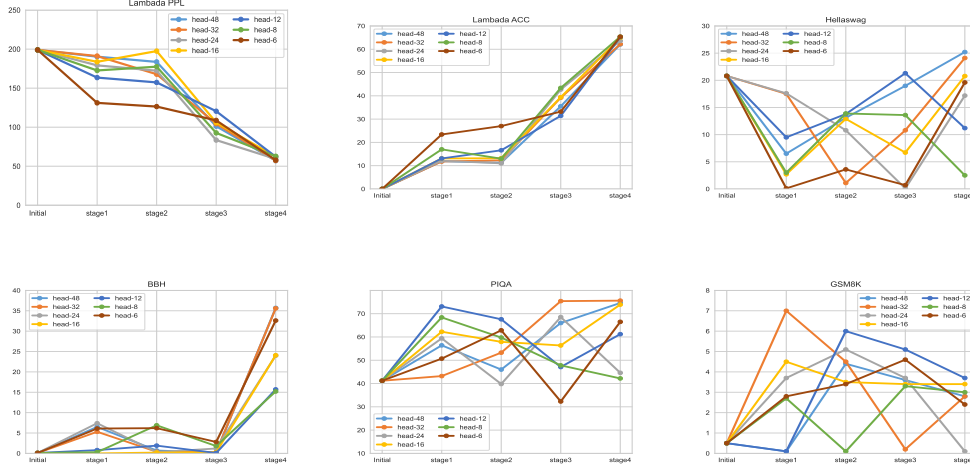 Lambada PPL
250
200
150
100
50
0
head-48 head-12
head-32 head-8
head-24 head-6
head-16
Initial stage1 stage2 stage3 stage4
Lambada ACC
70
60
50
40
30
20
10
0
head-48 head-12
head-32 head-8
head-24 head-6
head-16
Initial stage1 stage2 stage3 stage4
Hellaswag
30
25
20
15
10
5
0
head-48 head-12
head-32 head-8
head-24 head-6
head-16
Initial stage1 stage2 stage3 stage
BBH
40
35
30
25
20
15
10
5
0
head-48 head-12
head-32 head-8
head-24 head-6
head-16
Initial stage1 stage2 stage3 stage4
PIQA
80
70
60
50
40
30
20
10
head-48 head-12
head-32 head-8
head-24 head-6
head-16
Initial stage1 stage2 stage3 stage4
GSM8K
8
7
6
5
4
3
2
1
0
head-48 head-12
head-32 head-8
head-24 head-6
head-16
Initial stage1 stage2 stage3 stage